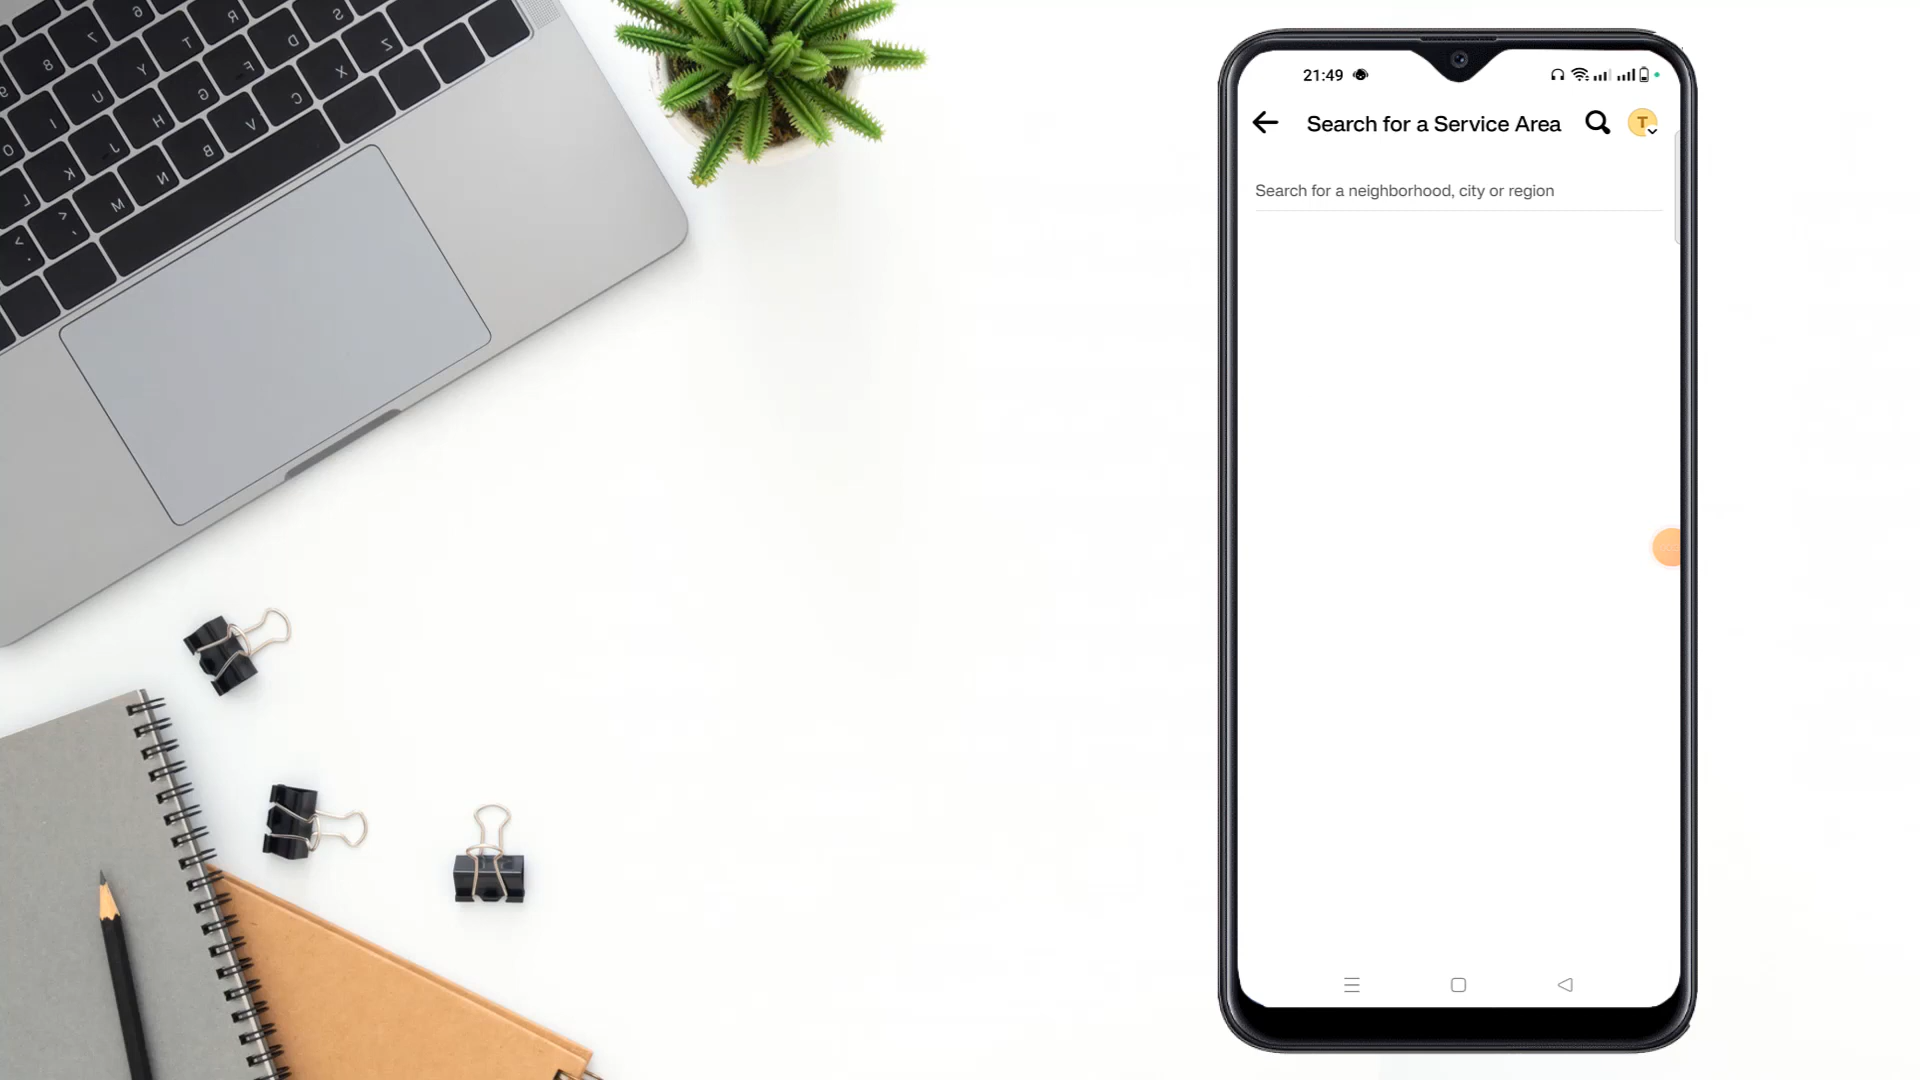 21:49
Search for a Service Area
T
Search for a neighborhood, city or region